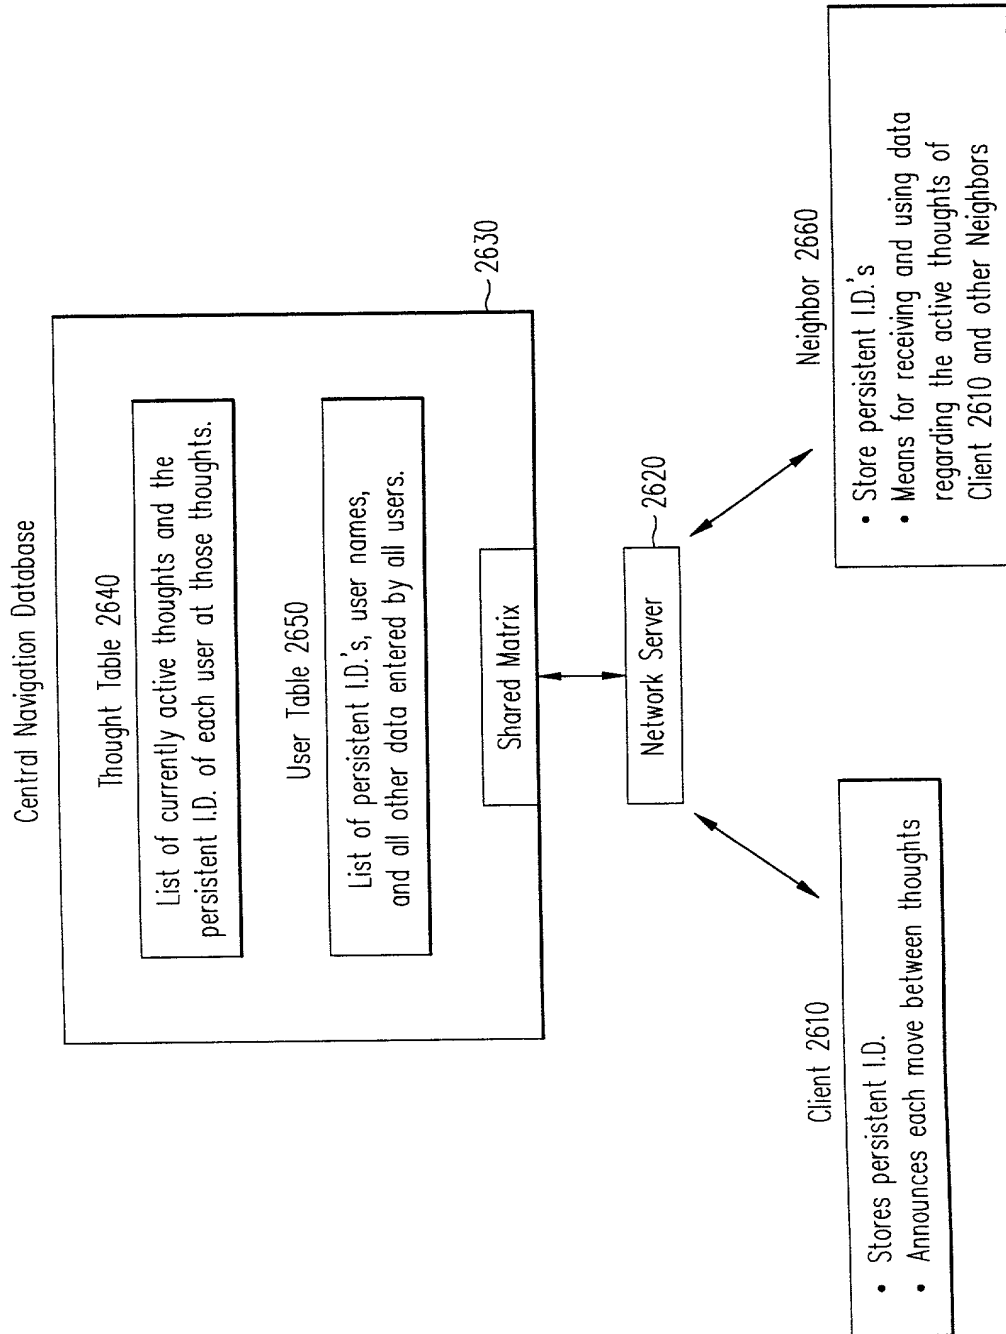 Central Navigation Database
Thought Table 2640
List of currently active thoughts and the
persistent I.D. of each user at those thoughts.
User Table 2650
List of persistent I.D.'s, user names,
and all other data entered by all users.
Shared Matrix
2630
Network Server
2620
Client 2610
• Stores persistent I.D.
• Announces each move between thoughts
Neighbor 2660
• Store persistent I.D.'s
• Means for receiving and using data
regarding the active thoughts of
Client 2610 and other Neighbors